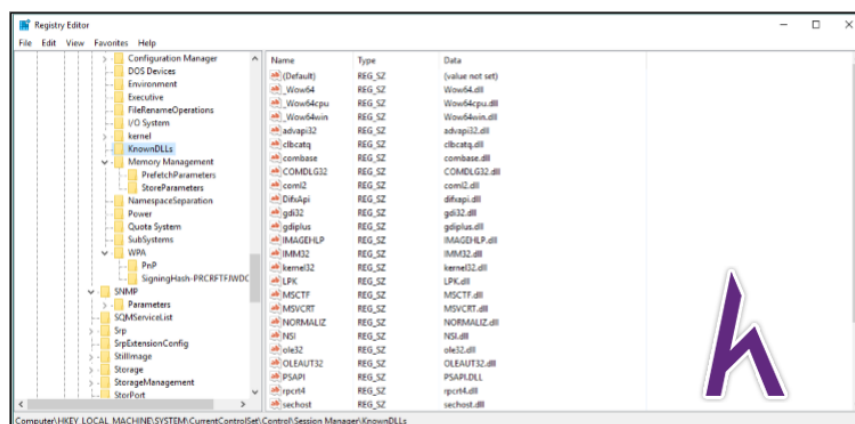 Registry Editor
File Edit View Favorites Help
Configuration Manager
DOS Devices
Environment
Executive
FileRenameOperations
I/O System
kernel
KnownDLLs
Memory Management
PrefetchParameters
StoreParameters
NamespaceSeparation
Power
Quota System
SubSystems
WPA
PnP
SigningHash-PRCRFTFJWDC
SNMP
Parameters
SQMServiceList
Srp
SrpExtensionConfig
StillImage
Storage
StorageManagement
StorPort
Name Type Data
(Default) REG_SZ (value not set)
_Wow64 REG_SZ Wow64.dll
_Wow64cpu REG_SZ Wow64cpu.dll
_Wow64win REG_SZ Wow64win.dll
advapi32 REG_SZ advapi32.dll
clbcatq REG_SZ clbcatq.dll
combase REG_SZ combase.dll
COMDLG32 REG_SZ COMDLG32.dll
coml2 REG_SZ coml2.dll
DifxApi REG_SZ difxapi.dll
gdi32 REG_SZ gdi32.dll
gdiplus REG_SZ gdiplus.dll
IMAGEHLP REG_SZ IMAGEHLP.dll
IMM32 REG_SZ IMM32.dll
kernel32 REG_SZ kernel32.dll
LPK REG_SZ LPK.dll
MSCTF REG_SZ MSCTF.dll
MSVCRT REG_SZ MSVCRT.dll
NORMALIZ REG_SZ NORMALIZ.dll
NSI REG_SZ NSI.dll
ole32 REG_SZ ole32.dll
OLEAUT32 REG_SZ OLEAUT32.dll
PSAPI REG_SZ PSAPI.DLL
rpcrt4 REG_SZ rpcrt4.dll
sechost REG_SZ sechost.dll
Computer\HKEY_LOCAL_MACHINE\SYSTEM\CurrentControlSet\Control\Session Manager\KnownDLLs